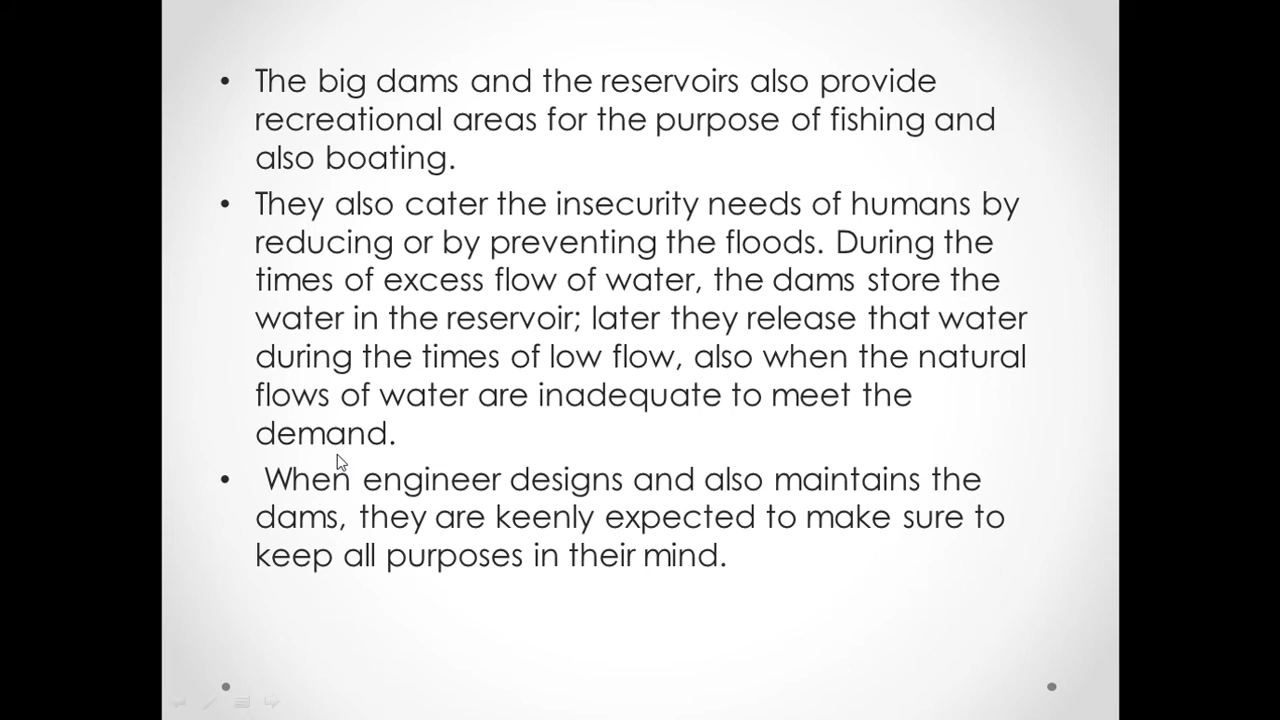 • The big dams and the reservoirs also provide
recreational areas for the purpose of fishing and
also boating.
• They also cater the insecurity needs of humans by
reducing or by preventing the floods. During the
times of excess flow of water, the dams store the
water in the reservoir; later they release that water
during the times of low flow, also when the natural
flows of water are inadequate to meet the
demand.
• When engineer designs and also maintains the
dams, they are keenly expected to make sure to
keep all purposes in their mind.